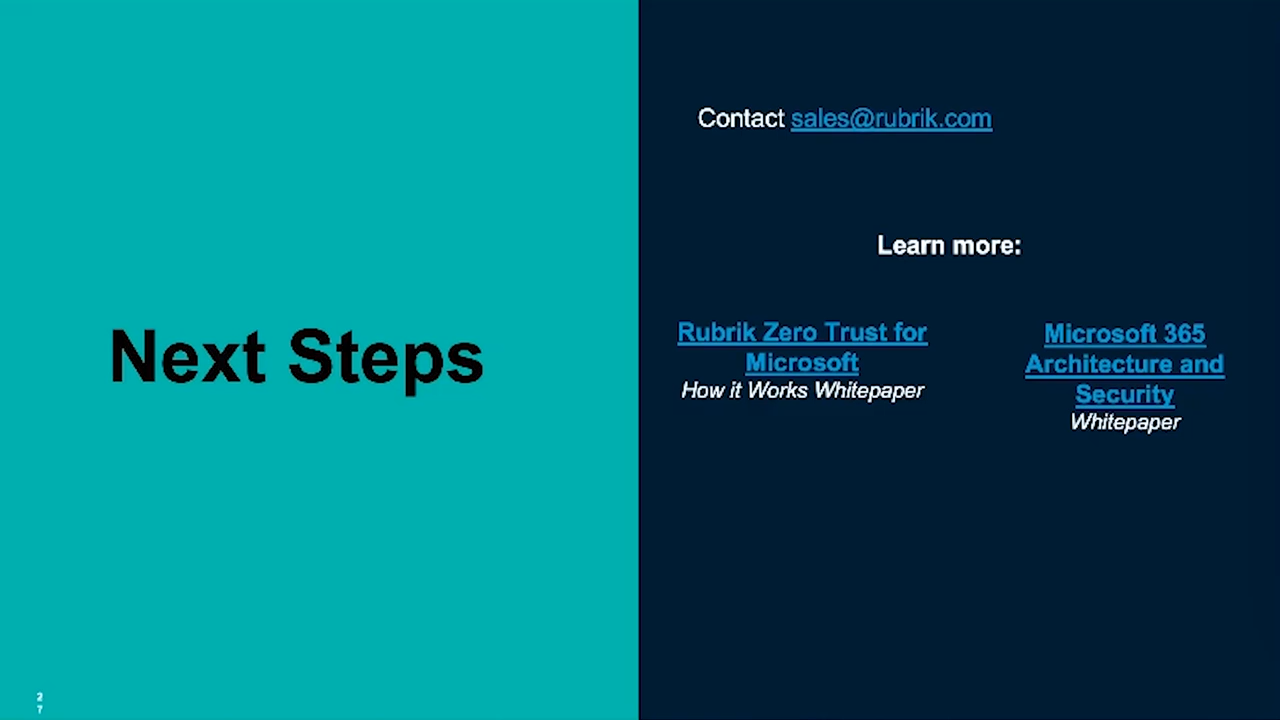 Contact sales@rubrik.com
Learn more:
Next Steps
Rubrik Zero Trust for
Microsoft
How it Works Whitepaper
Microsoft 365
Architecture and
Security
Whitepaper
2
7